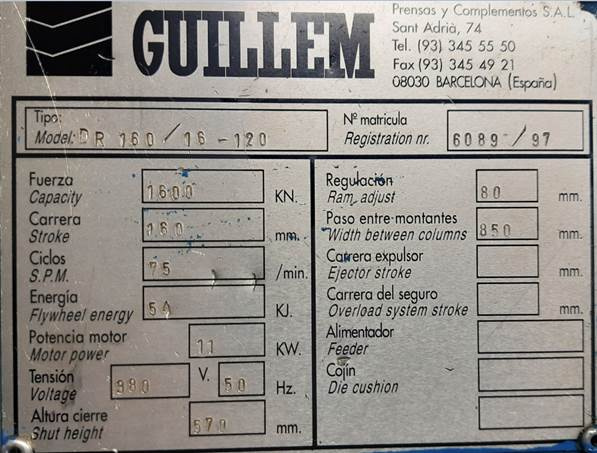 GUILLEM
Prensas y Complementos S.A.L
Sant Adrià, 74
Tel. (93) 345 55 50
Fax (93) 345 49 21
08030 BARCELONA (España)
Tipo:
Model: DR 160 / 16 - 120
Nº matricula
Registration nr. 6089 / 97
Fuerza
Capacity 1600 KN.
Carrera
Stroke 160 mm.
Ciclos
S.P.M. 75 /min.
Energía
Flywheel energy KJ.
Potencia motor
Motor power 11 KW.
Tensión
Voltage 380 V. 50 Hz.
Altura cierre
Shut height 570 mm.
Regulación
Ram adjust 80 mm.
Paso entre-montantes
Width between columns 850 mm.
Carrera expulsor
Ejector stroke mm.
Carrera del seguro
Overload system stroke mm.
Alimentador
Feeder
Cojín
Die cushion